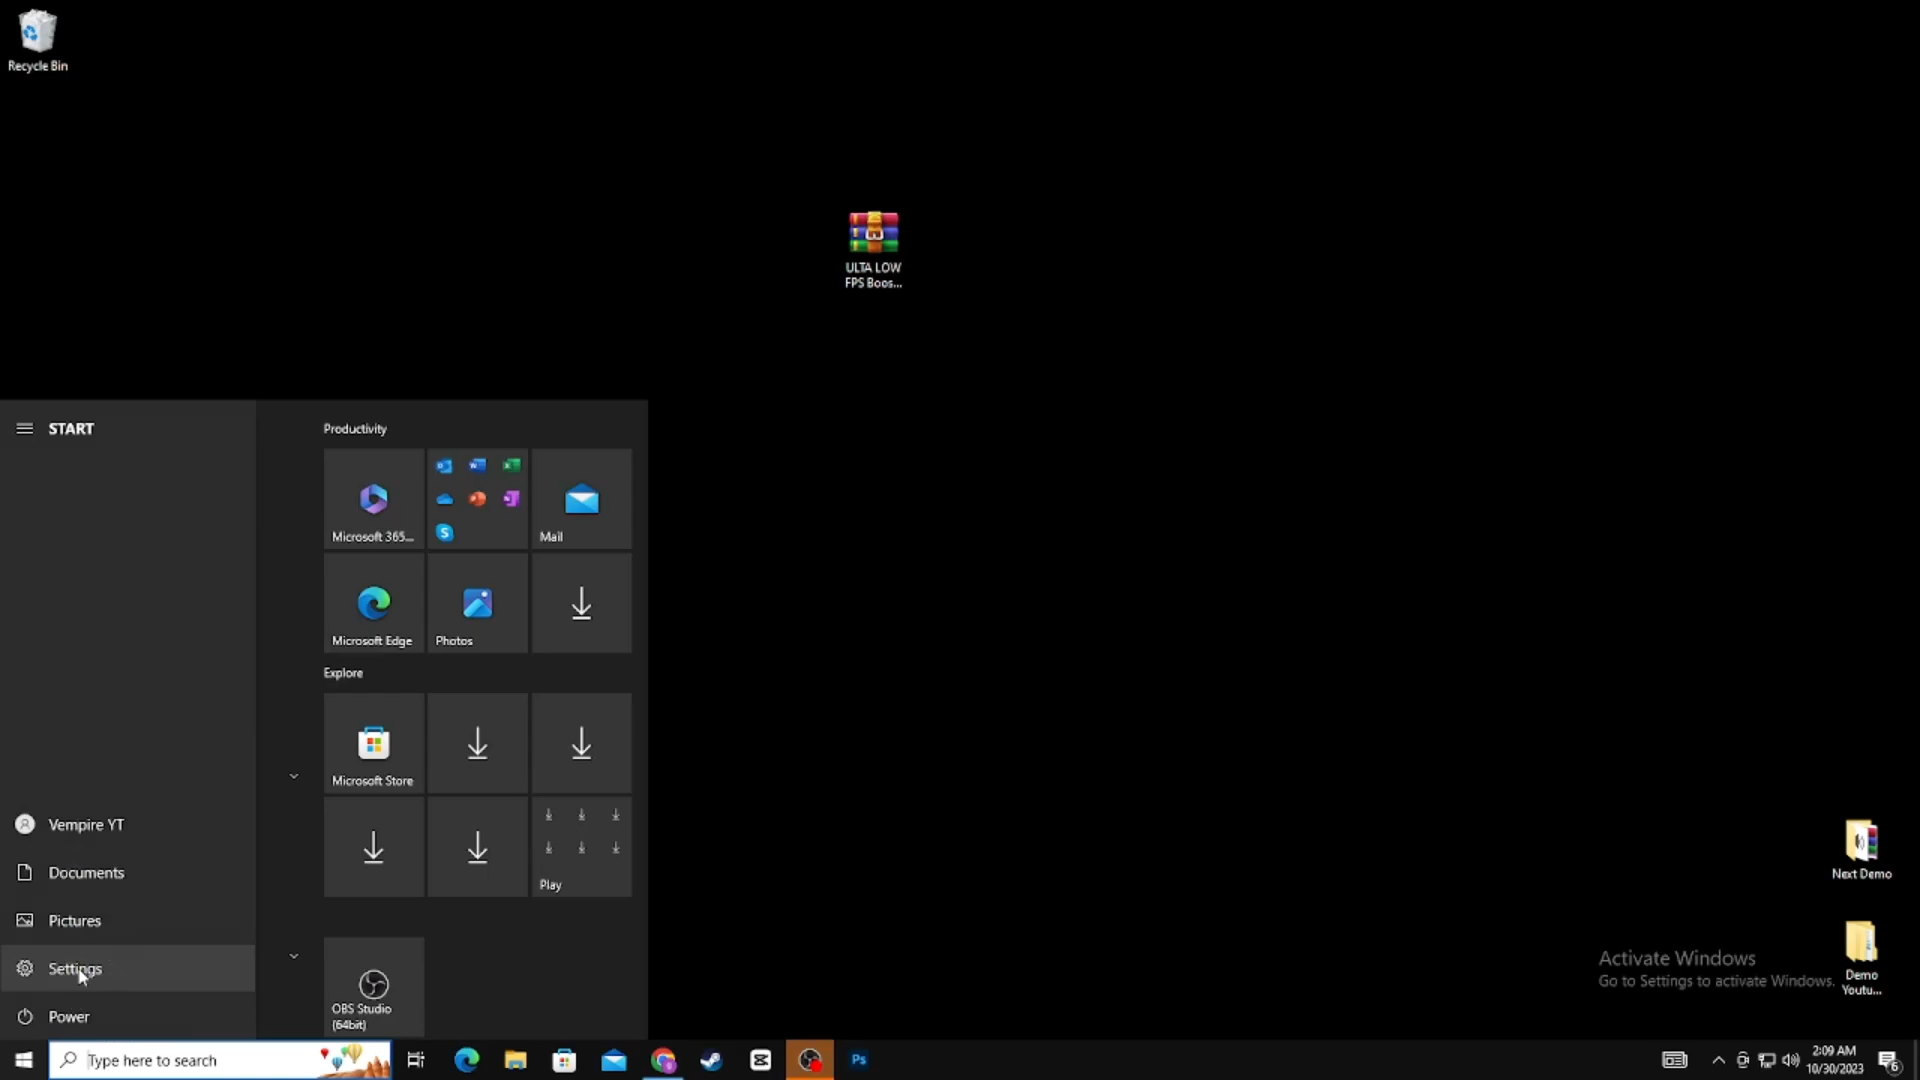 Recycle Bin
ULTA LOW
FPS Boos...
START
Productivity
Microsoft 365...
Mail
Microsoft Edge
Photos
Explore
Microsoft Store
Play
Vempire YT
Documents
Pictures
Settings
Power
OBS Studio
(64bit)
Next Demo
Demo
Youtu...
Activate Windows
Go to Settings to activate Windows.
Type here to search
Ps
2:09 AM
10/30/2023
6